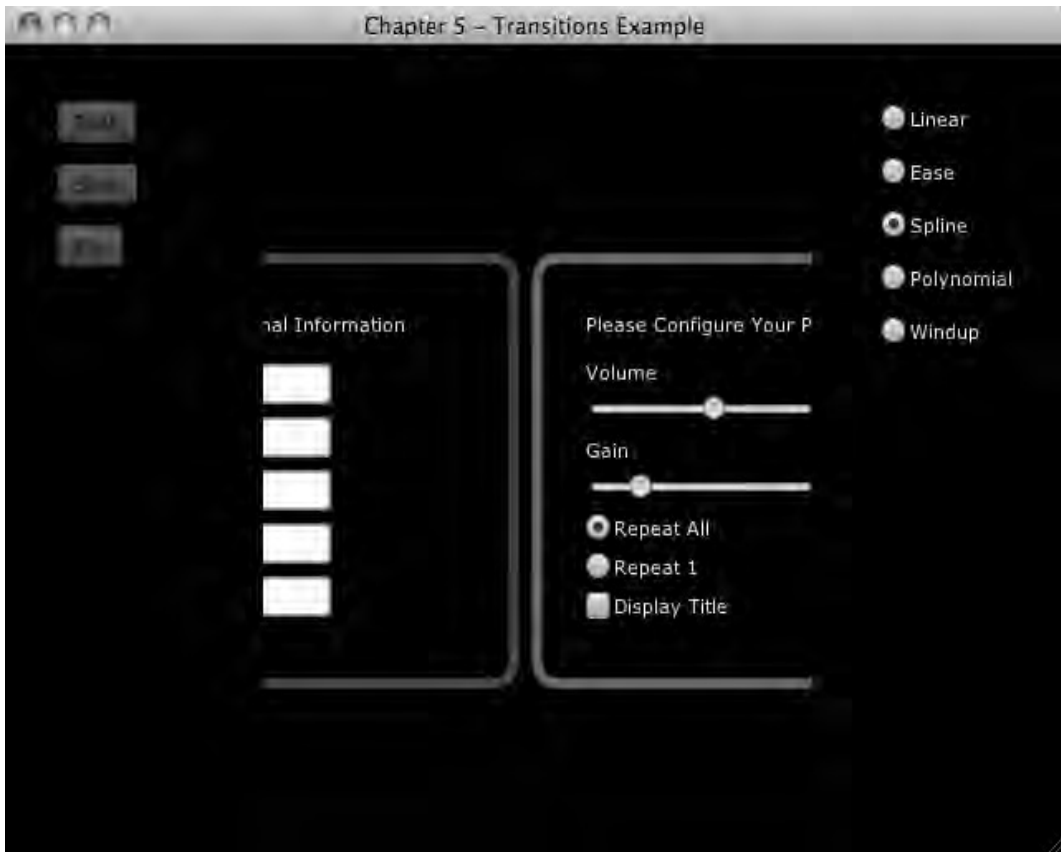 Chapter 5 – Transitions Example
Linear
Ease
Spline
Polynomial
Windup
nal Information
Please Configure Your P
Volume
Gain
Repeat All
Repeat 1
Display Title